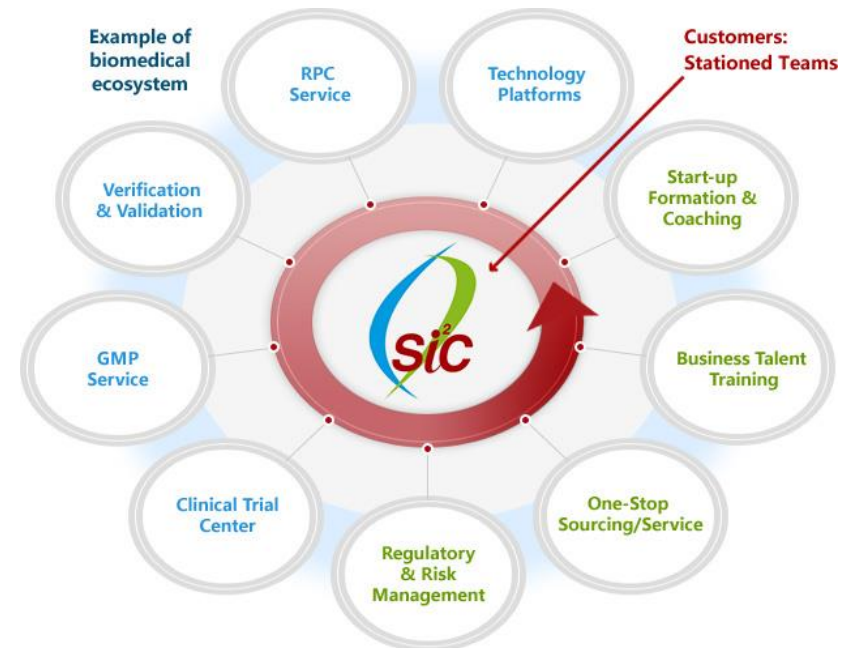 Example of
biomedical
ecosystem
RPC
Service
Technology
Platforms
Customers:
Stationed Teams
Verification
& Validation
Start-up
Formation &
Coaching
Si²C
GMP
Service
Business Talent
Training
Clinical Trial
Center
One-Stop
Sourcing/Service
Regulatory
& Risk
Management